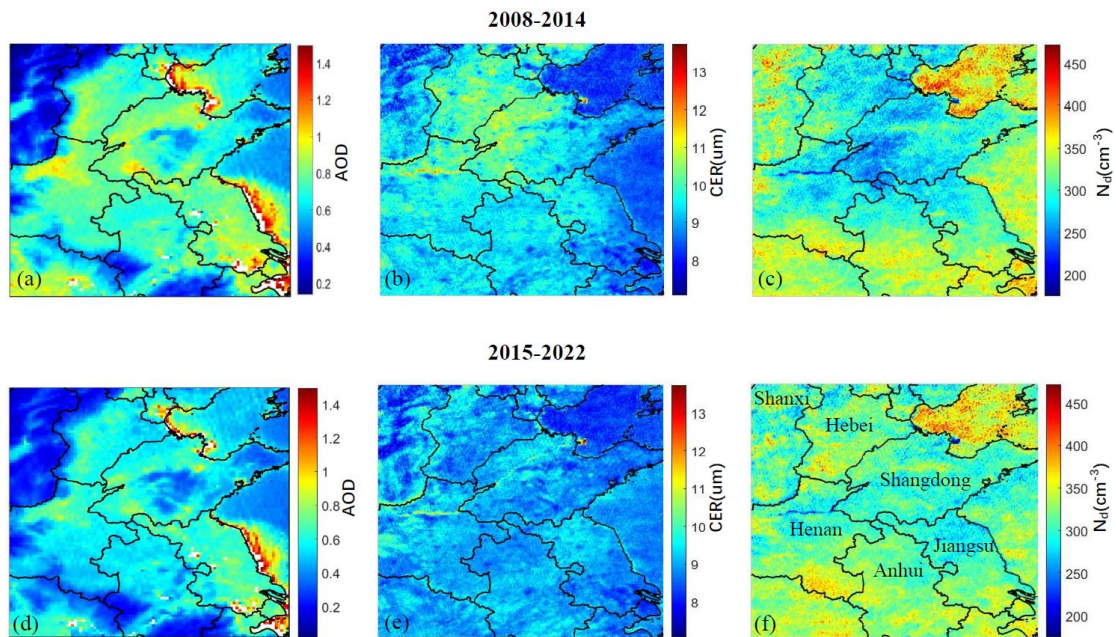 2008-2014
1.4
1.2
1
0.8
0.6
0.4
0.2
AOD
(a)
13
12
11
10
9
8
CER(um)
(b)
450
400
350
300
250
200
Nd(cm-3)
(c)
2015-2022
1.4
1.2
1
0.8
0.6
0.4
0.2
AOD
(d)
13
12
11
10
9
8
CER(um)
(e)
Shanxi
Hebei
Shangdong
Henan
Jiangsu
Anhui
450
400
350
300
250
200
Nd(cm-3)
(f)